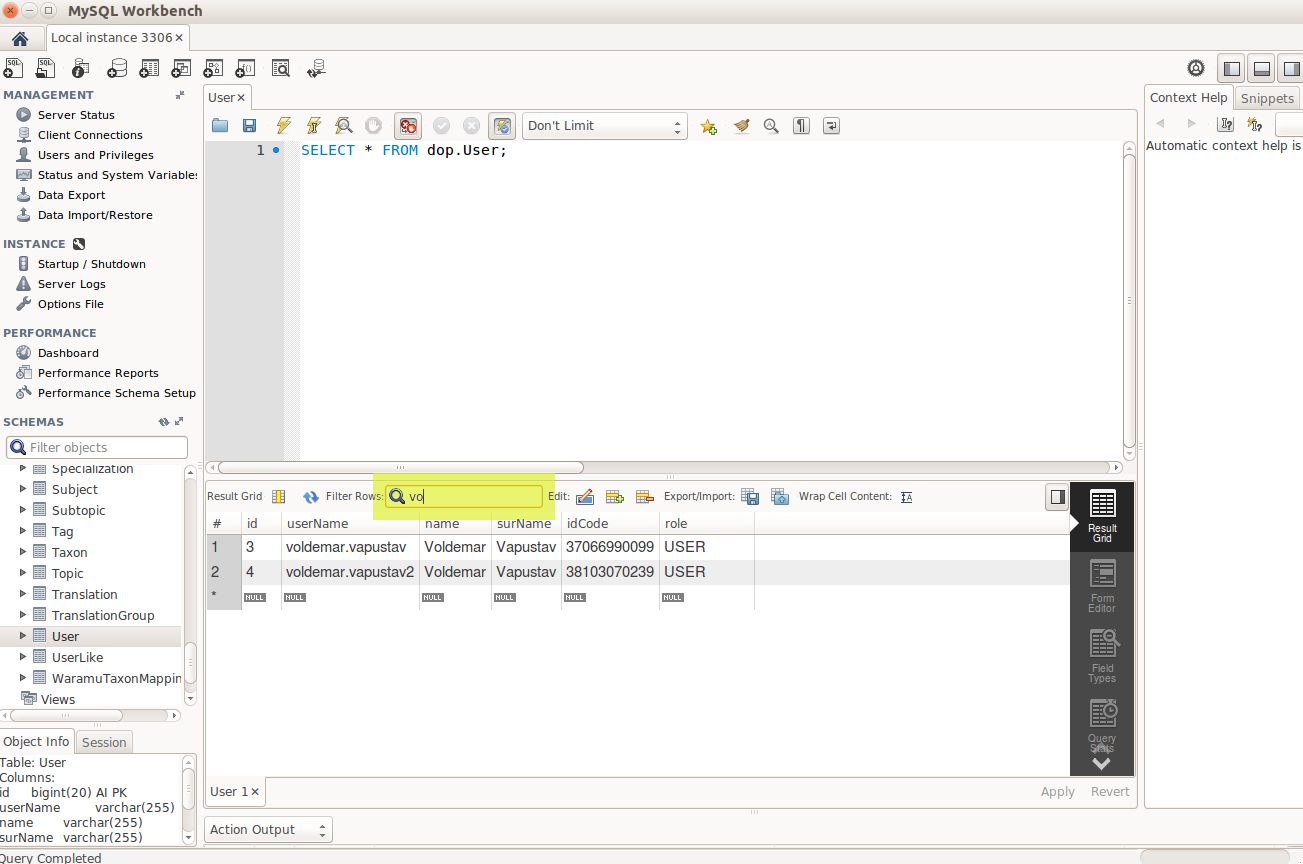 MySQL Workbench
Local instance 3306 ×
MANAGEMENT
Server Status
Client Connections
Users and Privileges
Status and System Variables
Data Export
Data Import/Restore
INSTANCE
Startup / Shutdown
Server Logs
Options File
PERFORMANCE
Dashboard
Performance Reports
Performance Schema Setup
SCHEMAS
Filter objects
Specialization
Subject
Subtopic
Tag
Taxon
Topic
Translation
TranslationGroup
User
UserLike
WaramuTaxonMappin
Views
Object Info Session
Table: User
Columns:
id bigint(20) AI PK
userName varchar(255)
name varchar(255)
surName varchar(255)
Query Completed
User ×
Don't Limit
1 SELECT * FROM dop.User;
Result Grid Filter Rows: vo Edit: Export/Import: Wrap Cell Content: IA
# id userName name surName idCode role
1 3 voldemar.vapustav Voldemar Vapustav 37066990099 USER
2 4 voldemar.vapustav2 Voldemar Vapustav 38103070239 USER
* NULL NULL NULL NULL NULL NULL
Result
Grid
Form
Editor
Field
Types
Query
Stats
User 1 × Apply Revert
Action Output
Context Help Snippets
Automatic context help is